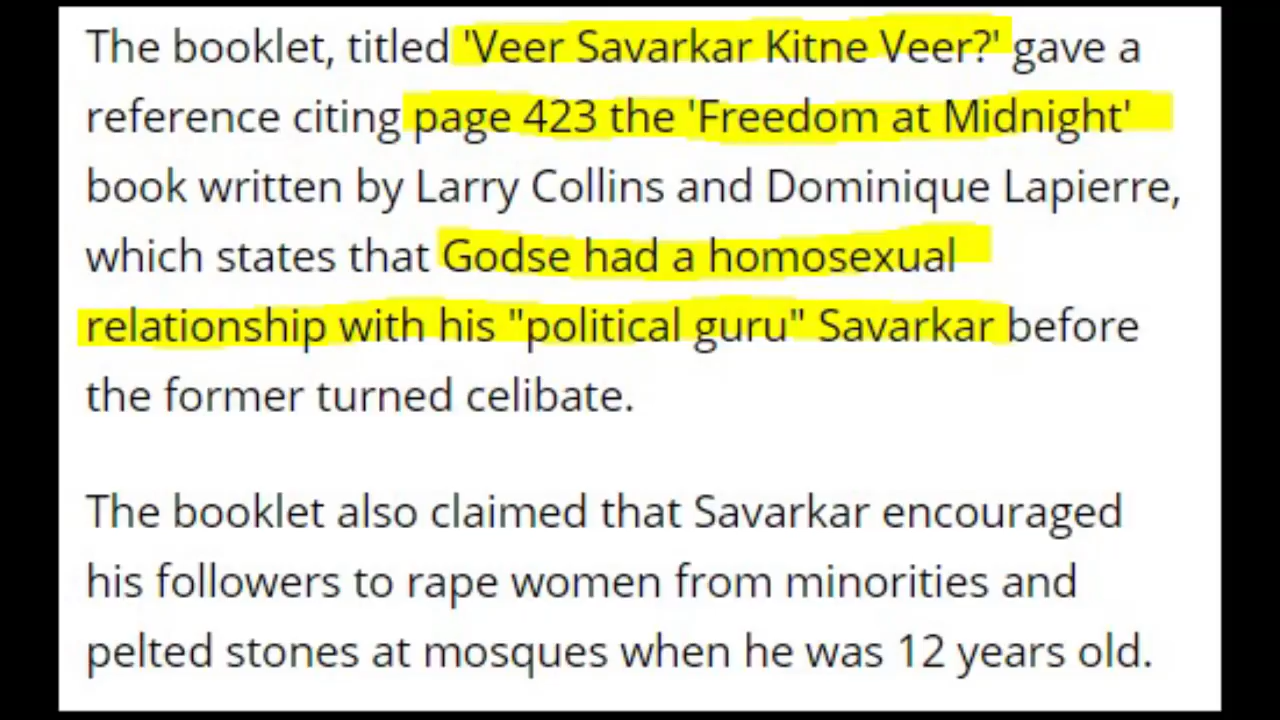 The booklet, titled 'Veer Savarkar Kitne Veer?' gave a
reference citing page 423 the 'Freedom at Midnight'
book written by Larry Collins and Dominique Lapierre,
which states that Godse had a homosexual
relationship with his "political guru" Savarkar before
the former turned celibate.
The booklet also claimed that Savarkar encouraged
his followers to rape women from minorities and
pelted stones at mosques when he was 12 years old.